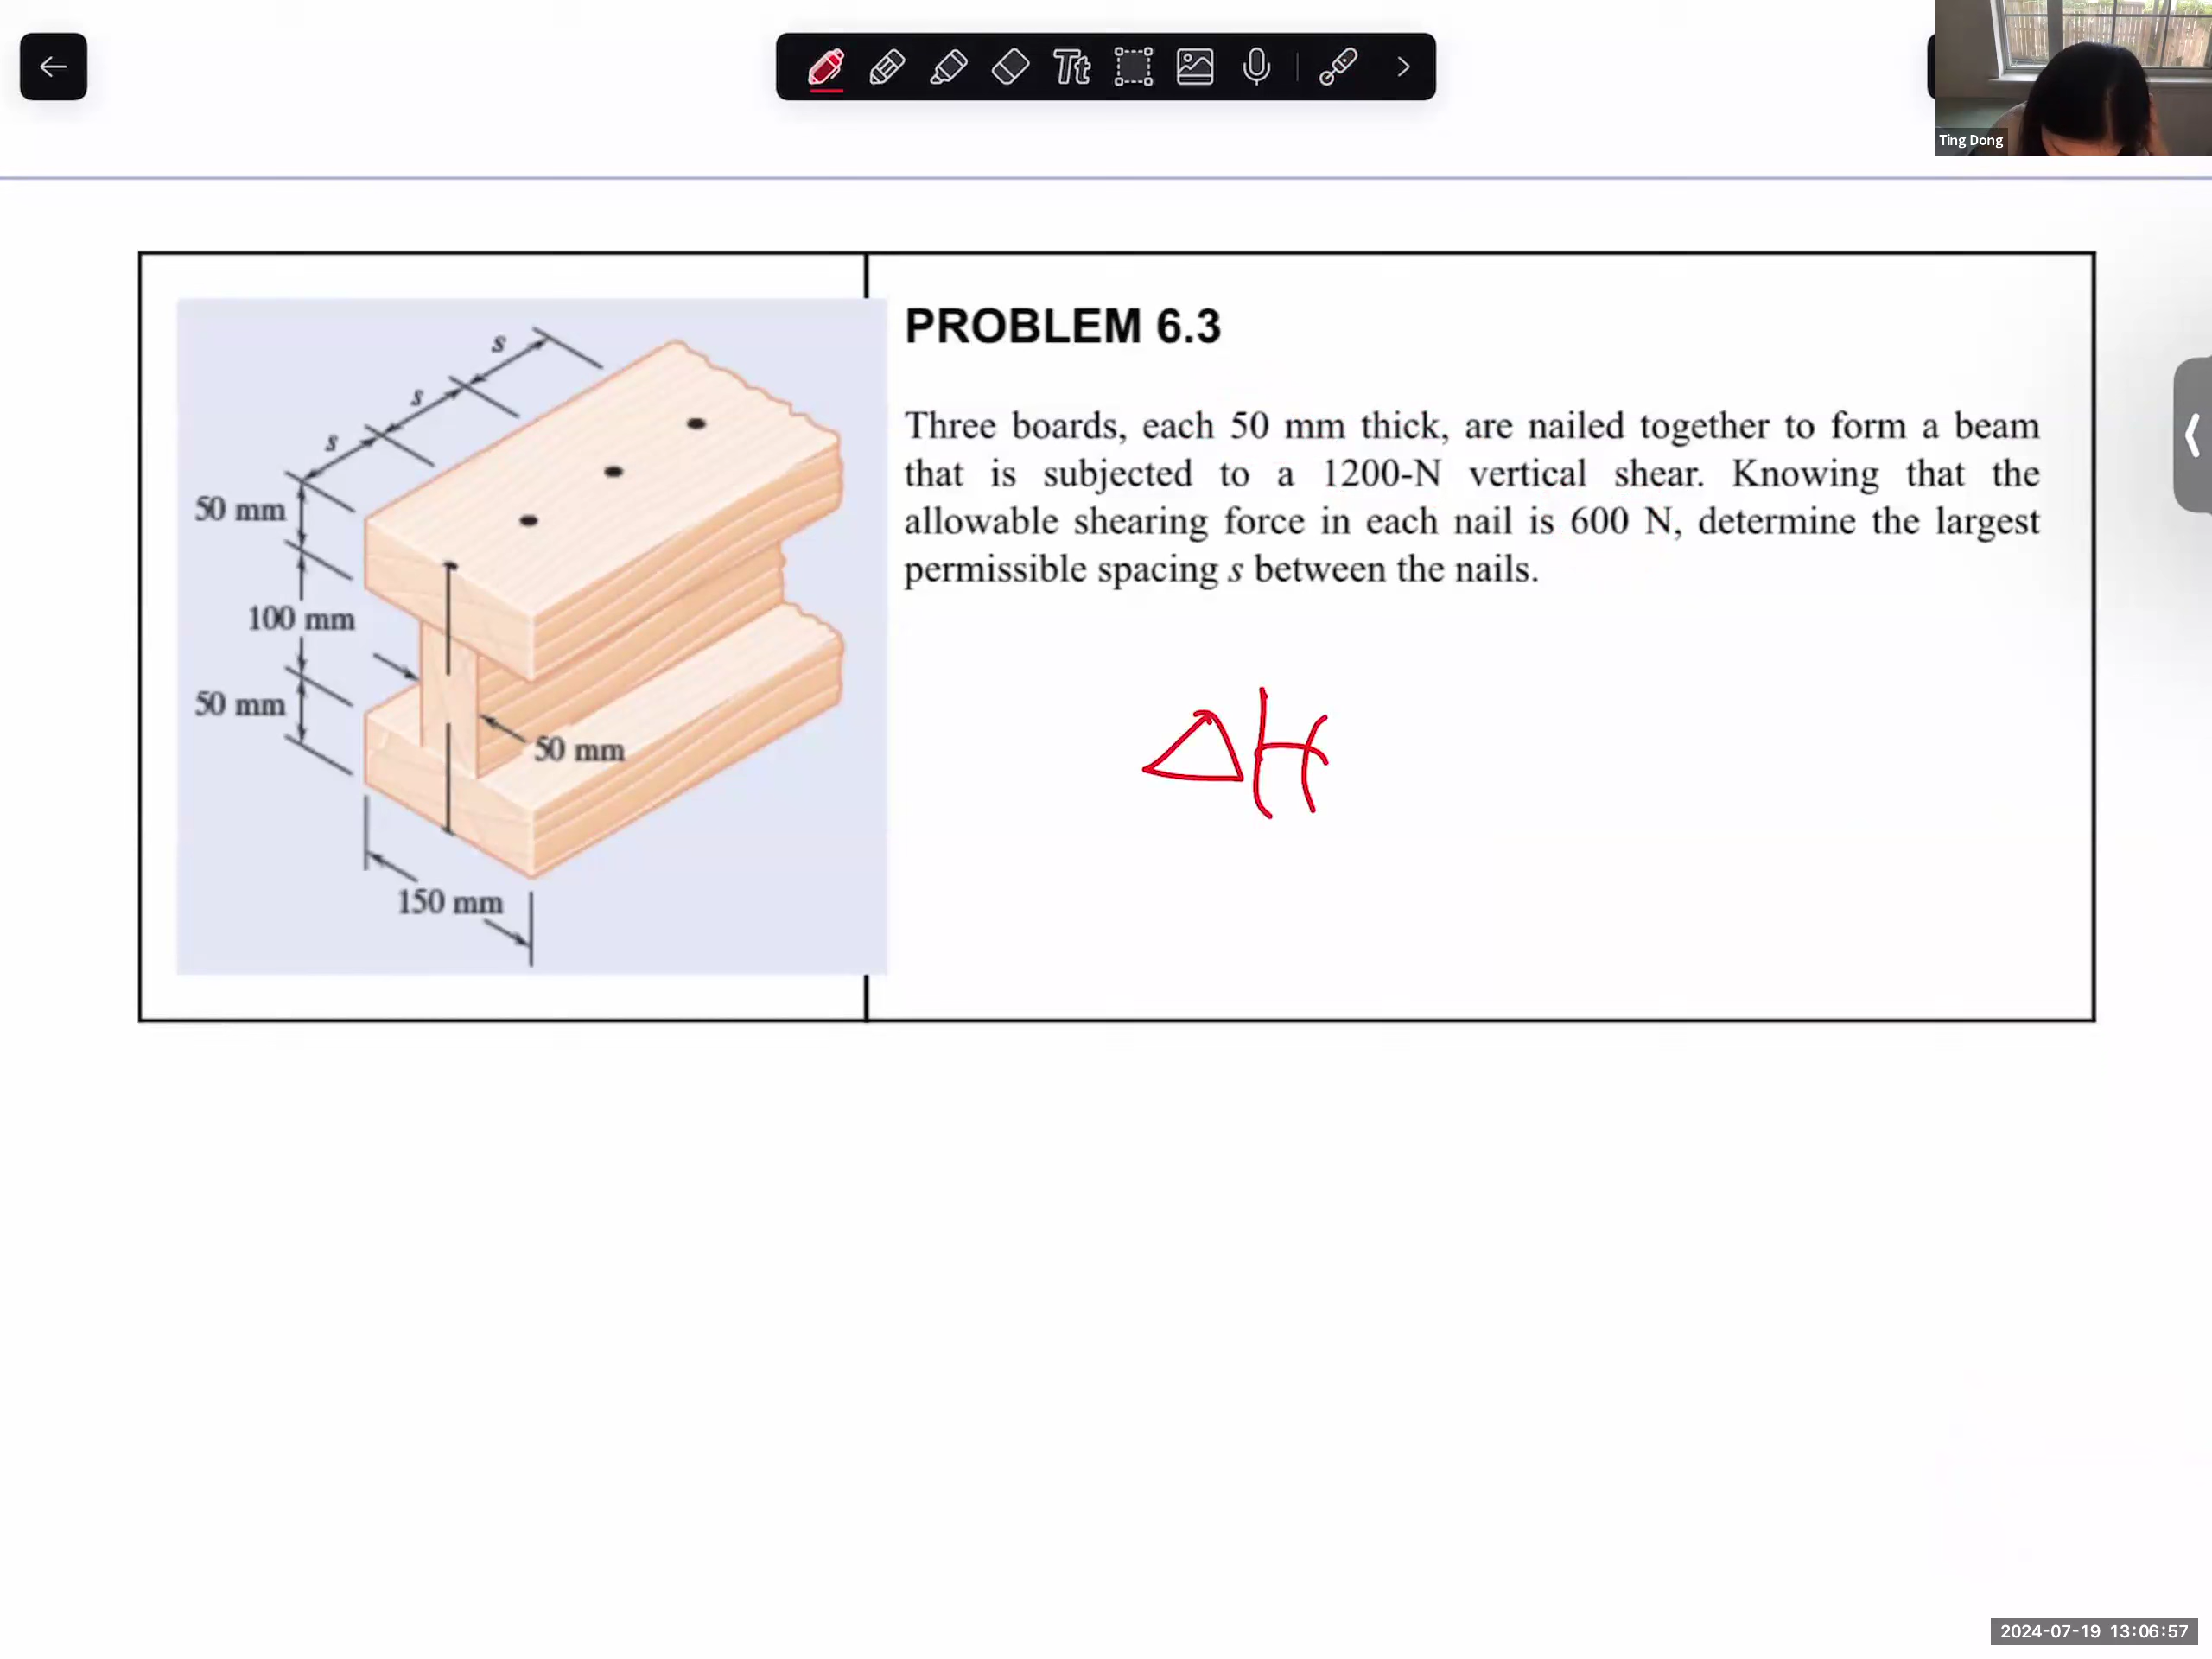 Tt
Ting Dong
PROBLEM 6.3
Three boards, each 50 mm thick, are nailed together to form a beam
that is subjected to a 1200-N vertical shear. Knowing that the
allowable shearing force in each nail is 600 N, determine the largest
permissible spacing s between the nails.
s
s
s
50 mm
100 mm
50 mm
50 mm
150 mm
ΔH
2024-07-19 13:06:57